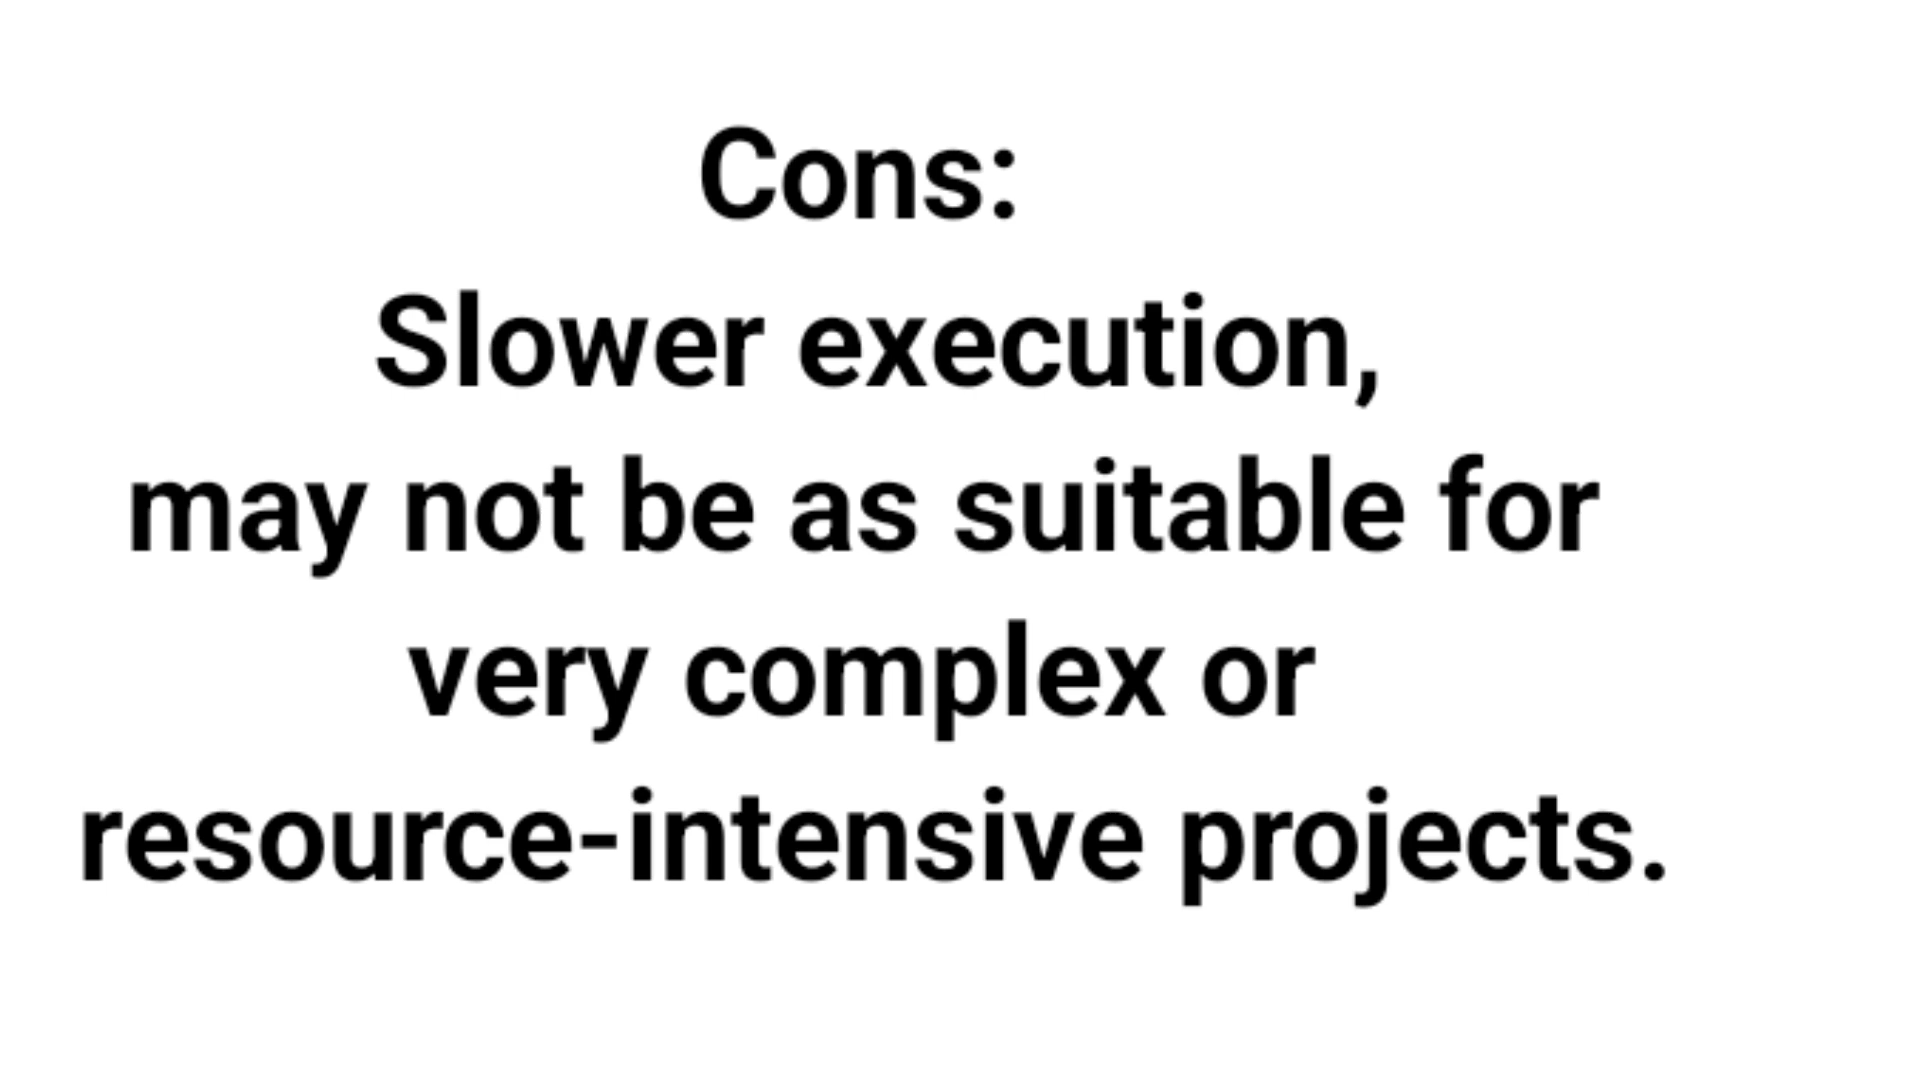 Cons:
Slower execution,
may not be as suitable for
very complex or
resource-intensive projects.